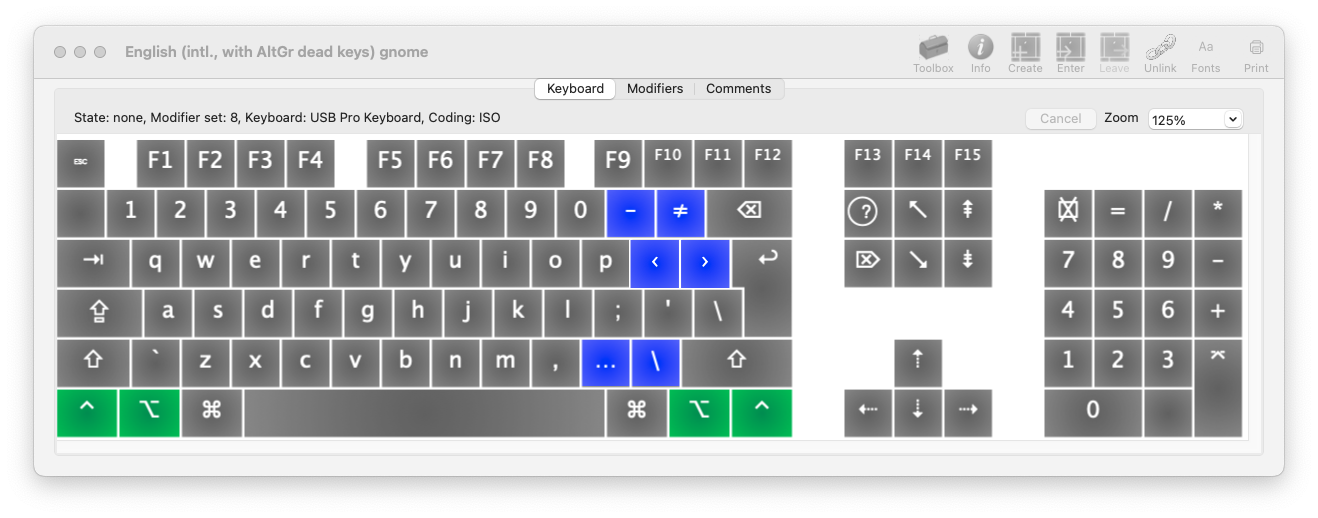 English (intl., with AltGr dead keys) gnome
Toolbox Info Create Enter Leave Unlink Fonts Print
Aa
Keyboard Modifiers Comments
State: none, Modifier set: 8, Keyboard: USB Pro Keyboard, Coding: ISO
Cancel Zoom 125%
ESC F1 F2 F3 F4 F5 F6 F7 F8 F9 F10 F11 F12 F13 F14 F15
1 2 3 4 5 6 7 8 9 0 – ≠ ⌫ ? ↖ ⇞ = / *
⇥ q w e r t y u i o p ‹ › ↩ ⌦ ↘ ⇟ 7 8 9 –
⇪ a s d f g h j k l ; ' \ 4 5 6 +
⇧ ` z x c v b n m , … \ ⇧ ⇡ 1 2 3 ⌤
^ ⌥ ⌘ ⌘ ⌥ ^ ⇠ ⇣ ⇢ 0